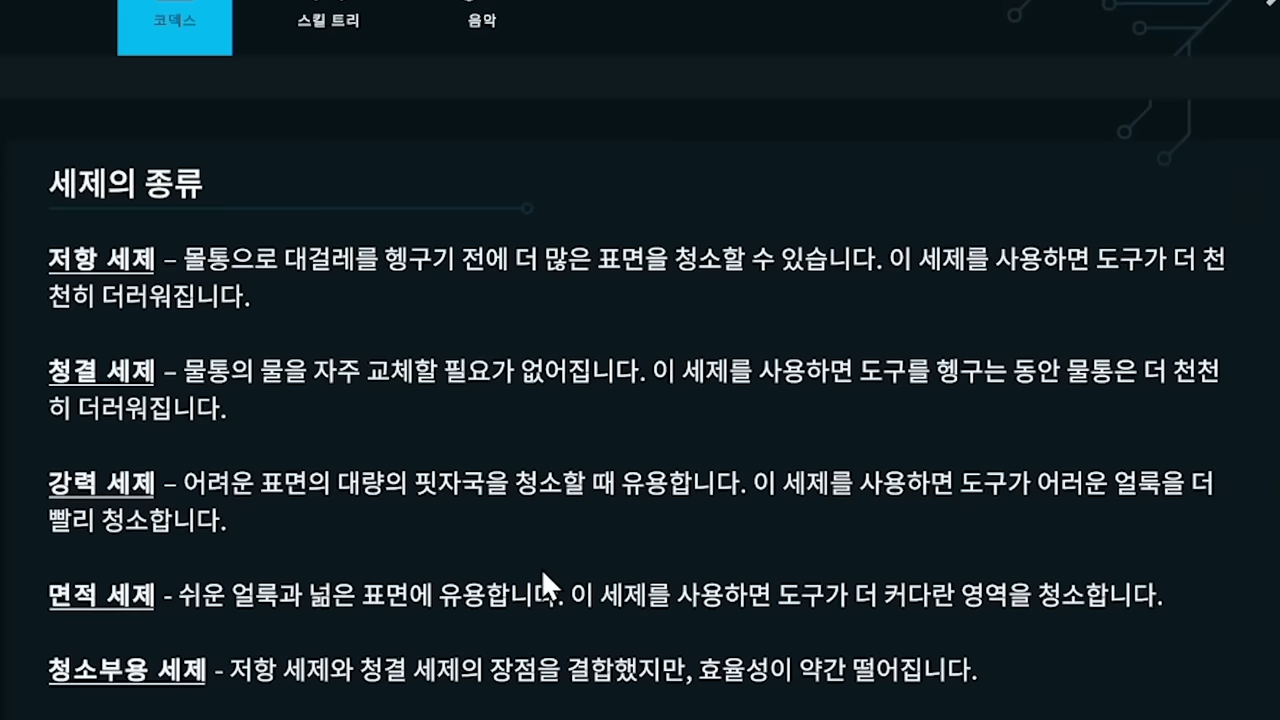 코덱스
스킬 트리
음악
세제의 종류
저항 세제 – 몰통으로 대걸레를 헹구기 전에 더 많은 표면을 청소할 수 있습니다. 이 세제를 사용하면 도구가 더 천
천히 더러워집니다.
청결 세제 – 물통의 물을 자주 교체할 필요가 없어집니다. 이 세제를 사용하면 도구를 헹구는 동안 물통은 더 천천
히 더러워집니다.
강력 세제 – 어려운 표면의 대량의 핏자국을 청소할 때 유용합니다. 이 세제를 사용하면 도구가 어러운 얼룩을 더
빨리 청소합니다.
면적 세제 - 쉬운 얼룩과 넒은 표면에 유용합니다. 이 세제를 사용하면 도구가 더 커다란 영역을 청소합니다.
청소부용 세제 - 저항 세제와 청결 세제의 장점을 결합했지만, 효율성이 약간 떨어집니다.